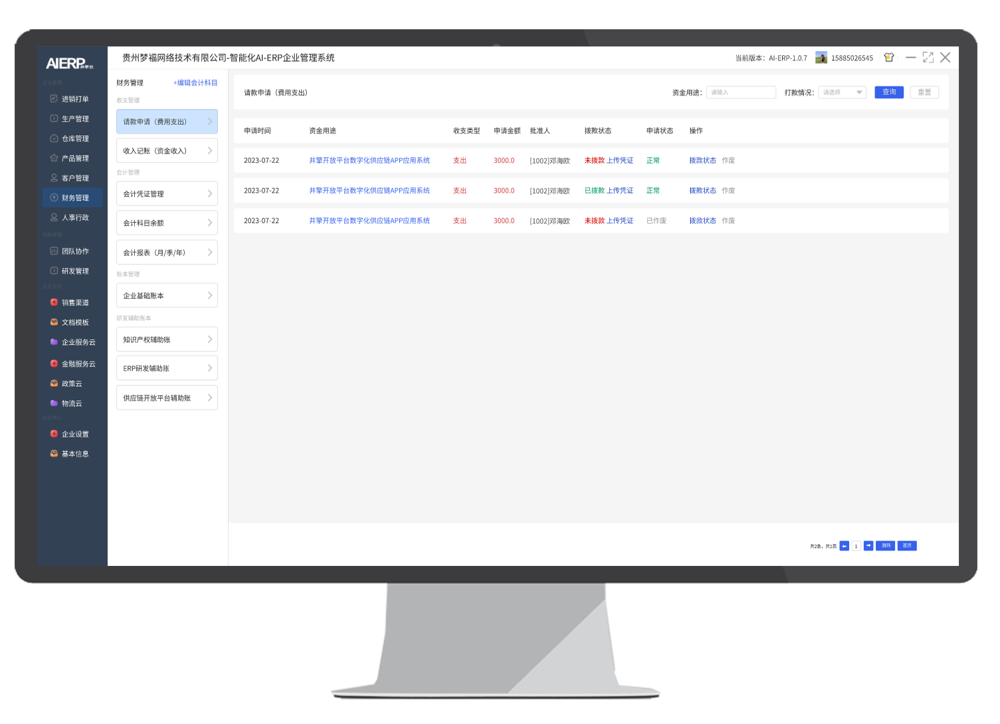 贵州梦福网络技术有限公司-智能化AI-ERP企业管理系统
当前版本：AI-ERP-1.0.7
15885026545
AIERP井擎云
进销打单
生产管理
仓库管理
产品管理
客户管理
财务管理
人事行政
团队协作
研发管理
销售渠道
文档模板
企业服务云
金融服务云
政策云
物流云
企业设置
基本信息
财务管理 +编辑会计科目
收支管理
请款申请（费用支出）
收入记账（资金收入）
会计管理
会计凭证管理
会计科目余额
会计报表（月/季/年）
账本管理
企业基础账本
研发辅助账本
知识产权辅助账
ERP研发辅助账
供应链开放平台辅助账
请款申请（费用支出）
资金用途： 请输入 打款情况： 请选择 查询 重置
申请时间 资金用途 收支类型 申请金额 批准人 拨款状态 申请状态 操作
2023-07-22 井擎开放平台数字化供应链APP应用系统 支出 3000.0 [1002]邓海欧 未拨款 上传凭证 正常 拨款状态 作废
2023-07-22 井擎开放平台数字化供应链APP应用系统 支出 3000.0 [1002]邓海欧 已拨款 上传凭证 正常 拨款状态 作废
2023-07-22 井擎开放平台数字化供应链APP应用系统 支出 3000.0 [1002]邓海欧 未拨款 上传凭证 已作废 拨款状态 作废
共2条，共1页 1 跳转 首页